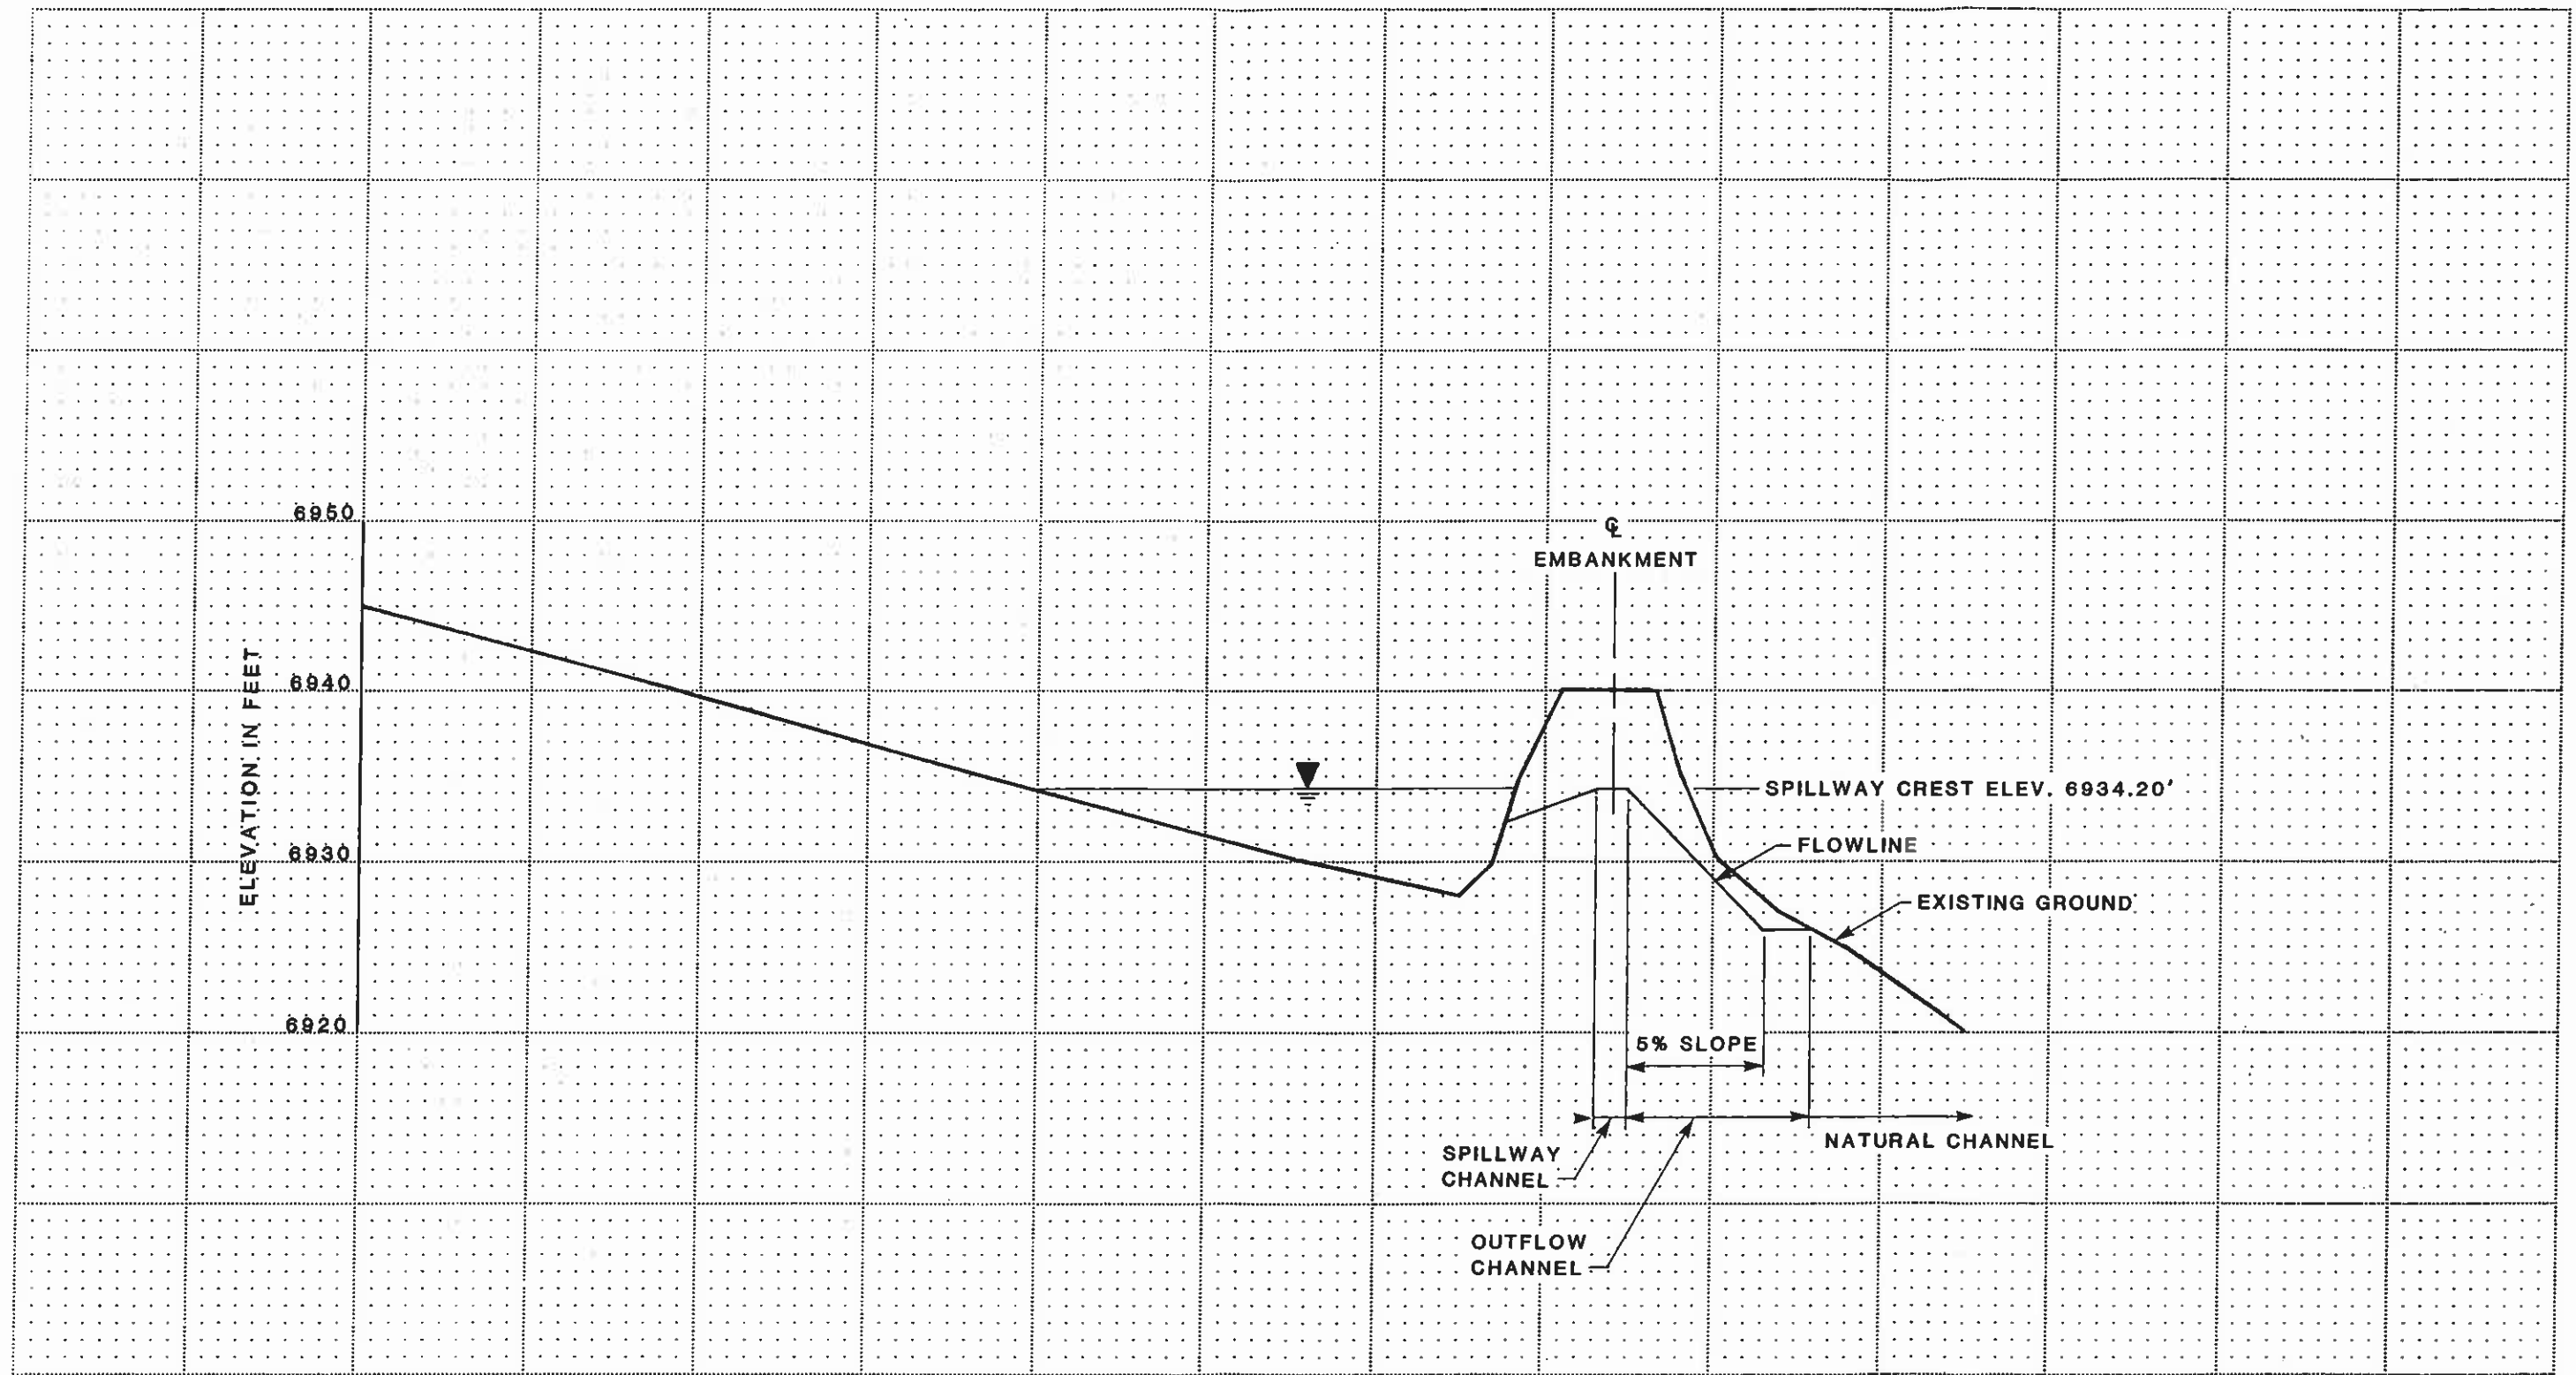 6950
℄
EMBANKMENT
ELEVATION IN FEET
6940
SPILLWAY CREST ELEV. 6934.20'
6930
FLOWLINE
EXISTING GROUND
6920
5% SLOPE
NATURAL CHANNEL
SPILLWAY
CHANNEL
OUTFLOW
CHANNEL